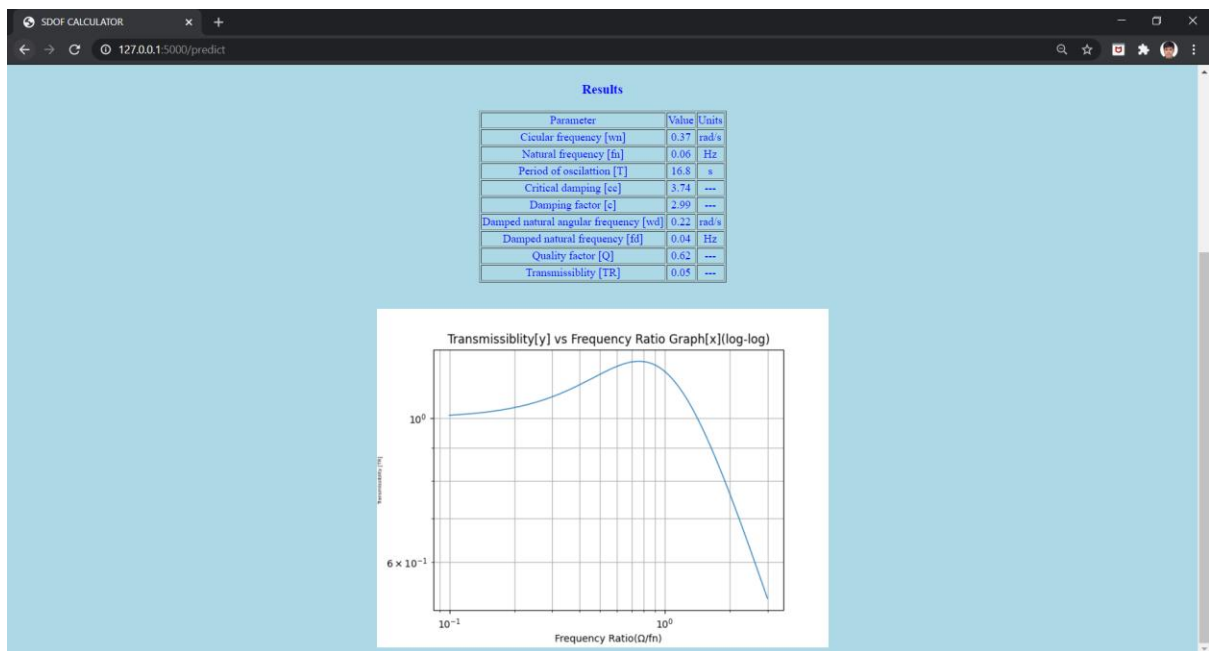 SDOF CALCULATOR
127.0.0.1:5000/predict
Results
Parameter Value Units
Cicular frequency [wn] 0.37 rad/s
Natural frequency [fn] 0.06 Hz
Period of oscilattion [T] 16.8 s
Critical damping [cc] 3.74 ---
Damping factor [c] 2.99 ---
Damped natural angular frequency [wd] 0.22 rad/s
Damped natural frequency [fd] 0.04 Hz
Quality factor [Q] 0.62 ---
Transmissiblity [TR] 0.05 ---
Transmissiblity[y] vs Frequency Ratio Graph[x](log-log)
10⁰
6 × 10⁻¹
10⁻¹ 10⁰
Frequency Ratio(Ω/fn)